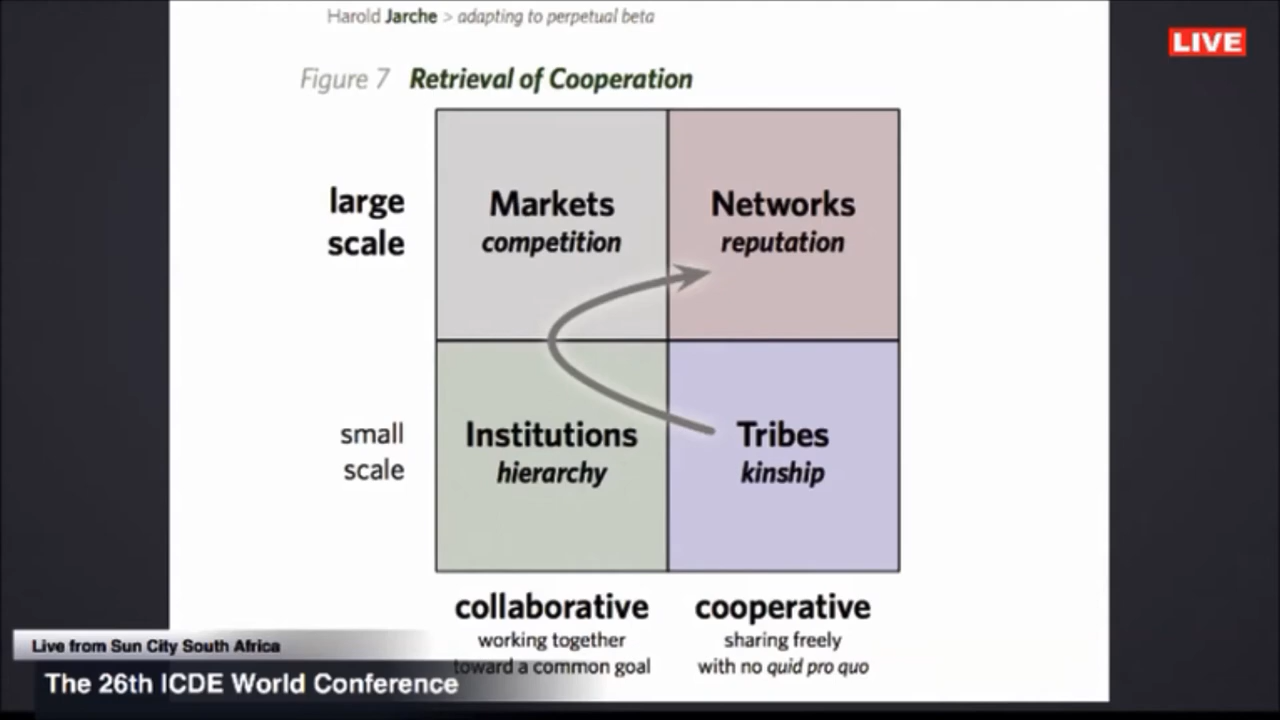 Harold Jarche > adapting to perpetual beta
LIVE
Figure 7 Retrieval of Cooperation
large
scale
Markets
competition
Networks
reputation
small
scale
Institutions
hierarchy
Tribes
kinship
collaborative
working together
toward a common goal
cooperative
sharing freely
with no quid pro quo
Live from Sun City South Africa
The 26th ICDE World Conference